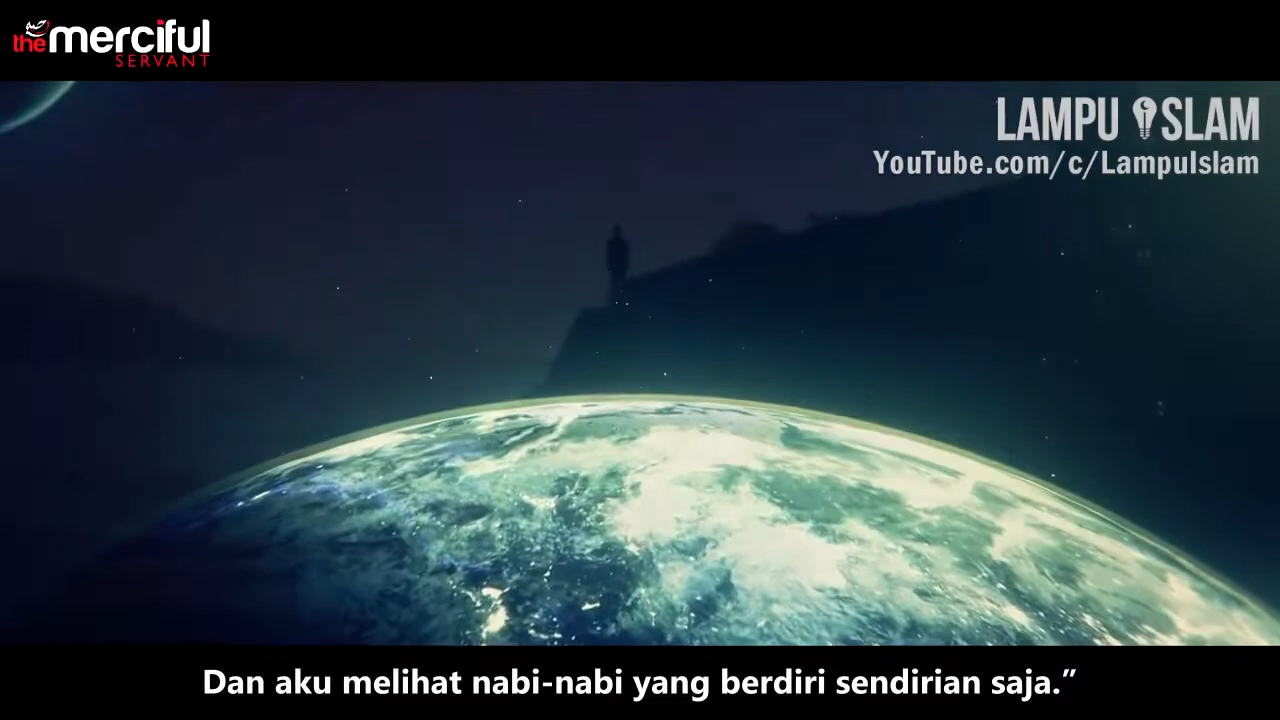 the merciful
SERVANT
LAMPU ISLAM
YouTube.com/c/LampuIslam
Dan aku melihat nabi-nabi yang berdiri sendirian saja.”